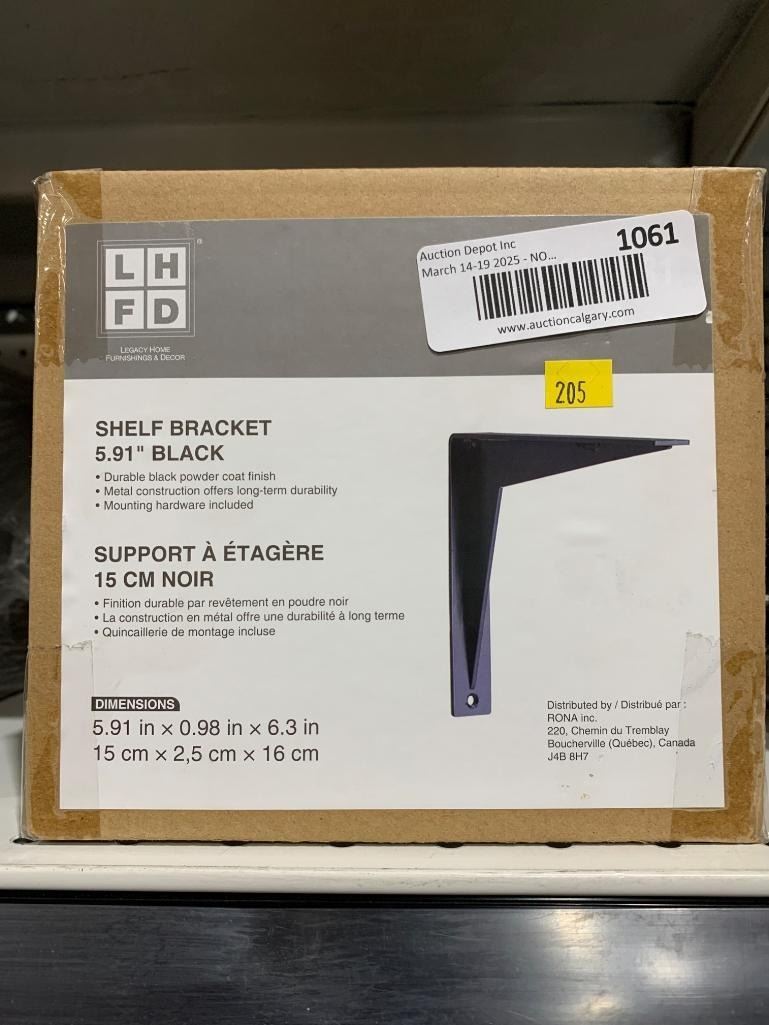 LH
FD
®
LEGACY HOME
FURNISHINGS & DECOR
Auction Depot Inc
March 14-19 2025 - NO...
1061
www.auctioncalgary.com
205
SHELF BRACKET
5.91" BLACK
• Durable black powder coat finish
• Metal construction offers long-term durability
• Mounting hardware included
SUPPORT À ÉTAGÈRE
15 CM NOIR
• Finition durable par revêtement en poudre noir
• La construction en métal offre une durabilité à long terme
• Quincaillerie de montage incluse
DIMENSIONS
5.91 in × 0.98 in × 6.3 in
15 cm × 2,5 cm × 16 cm
Distributed by / Distribué par :
RONA inc.
220, Chemin du Tremblay
Boucherville (Québec), Canada
J4B 8H7